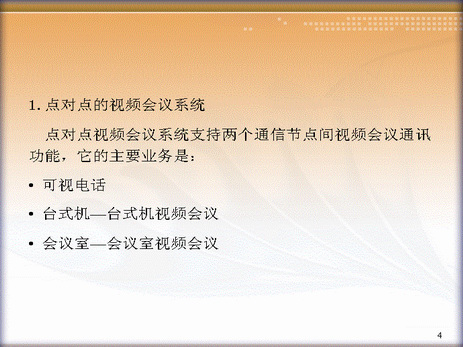 1. 点对点的视频会议系统
点对点视频会议系统支持两个通信节点间视频会议通讯
功能，它的主要业务是：
• 可视电话
• 台式机—台式机视频会议
• 会议室—会议室视频会议
4